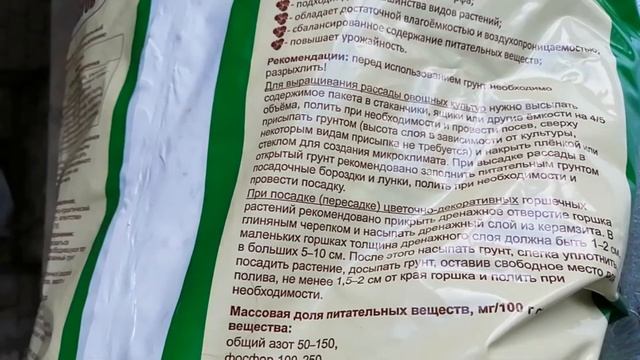 подходит
видов растений;
обладает достаточной влагоёмкостью и воздухопроницаемостью;
сбалансированное содержание питательных веществ;
повышает урожайность.
Рекомендации: перед использованием грунт необходимо
разрыхлить!
Для выращивания рассады овощных культур нужно высыпать
содержимое пакета в стаканчики, ящики или другие ёмкости на 4/5
объёма, полить при необходимости и провести посев, сверху
присыпать грунтом (высота слоя в зависимости от культуры,
некоторым видам присыпка не требуется) и накрыть плёнкой или
стеклом для создания микроклимата. При высадке рассады в
открытый грунт рекомендовано заполнить питательным грунтом
посадочные бороздки и лунки, полить при необходимости и
провести посадку.
При посадке (пересадке) цветочно-декоративных горшечных
растений рекомендовано прикрыть дренажное отверстие горшка
глиняным черепком и насыпать дренажный слой из керамзита. В
маленьких горшках толщина дренажного слоя должна быть 1–2 см,
в больших 5–10 см. После этого насыпать грунт, слегка уплотнить,
посадить растение, досыпать грунт, оставив свободное место для
полива, не менее 1,5–2 см от края горшка и полить при
необходимости.
Массовая доля питательных веществ, мг/100 г
вещества:
общий азот 50–150,
фосфор 100-250